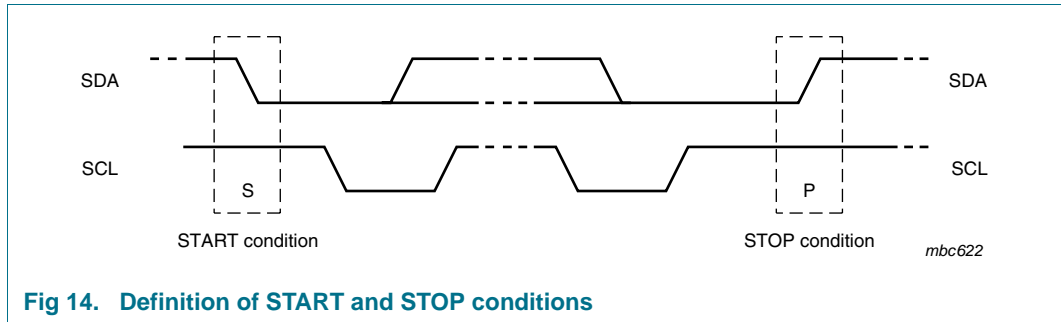 SDA SDA
SCL SCL
S P
START condition STOP condition
mbc622
Fig 14. Definition of START and STOP conditions